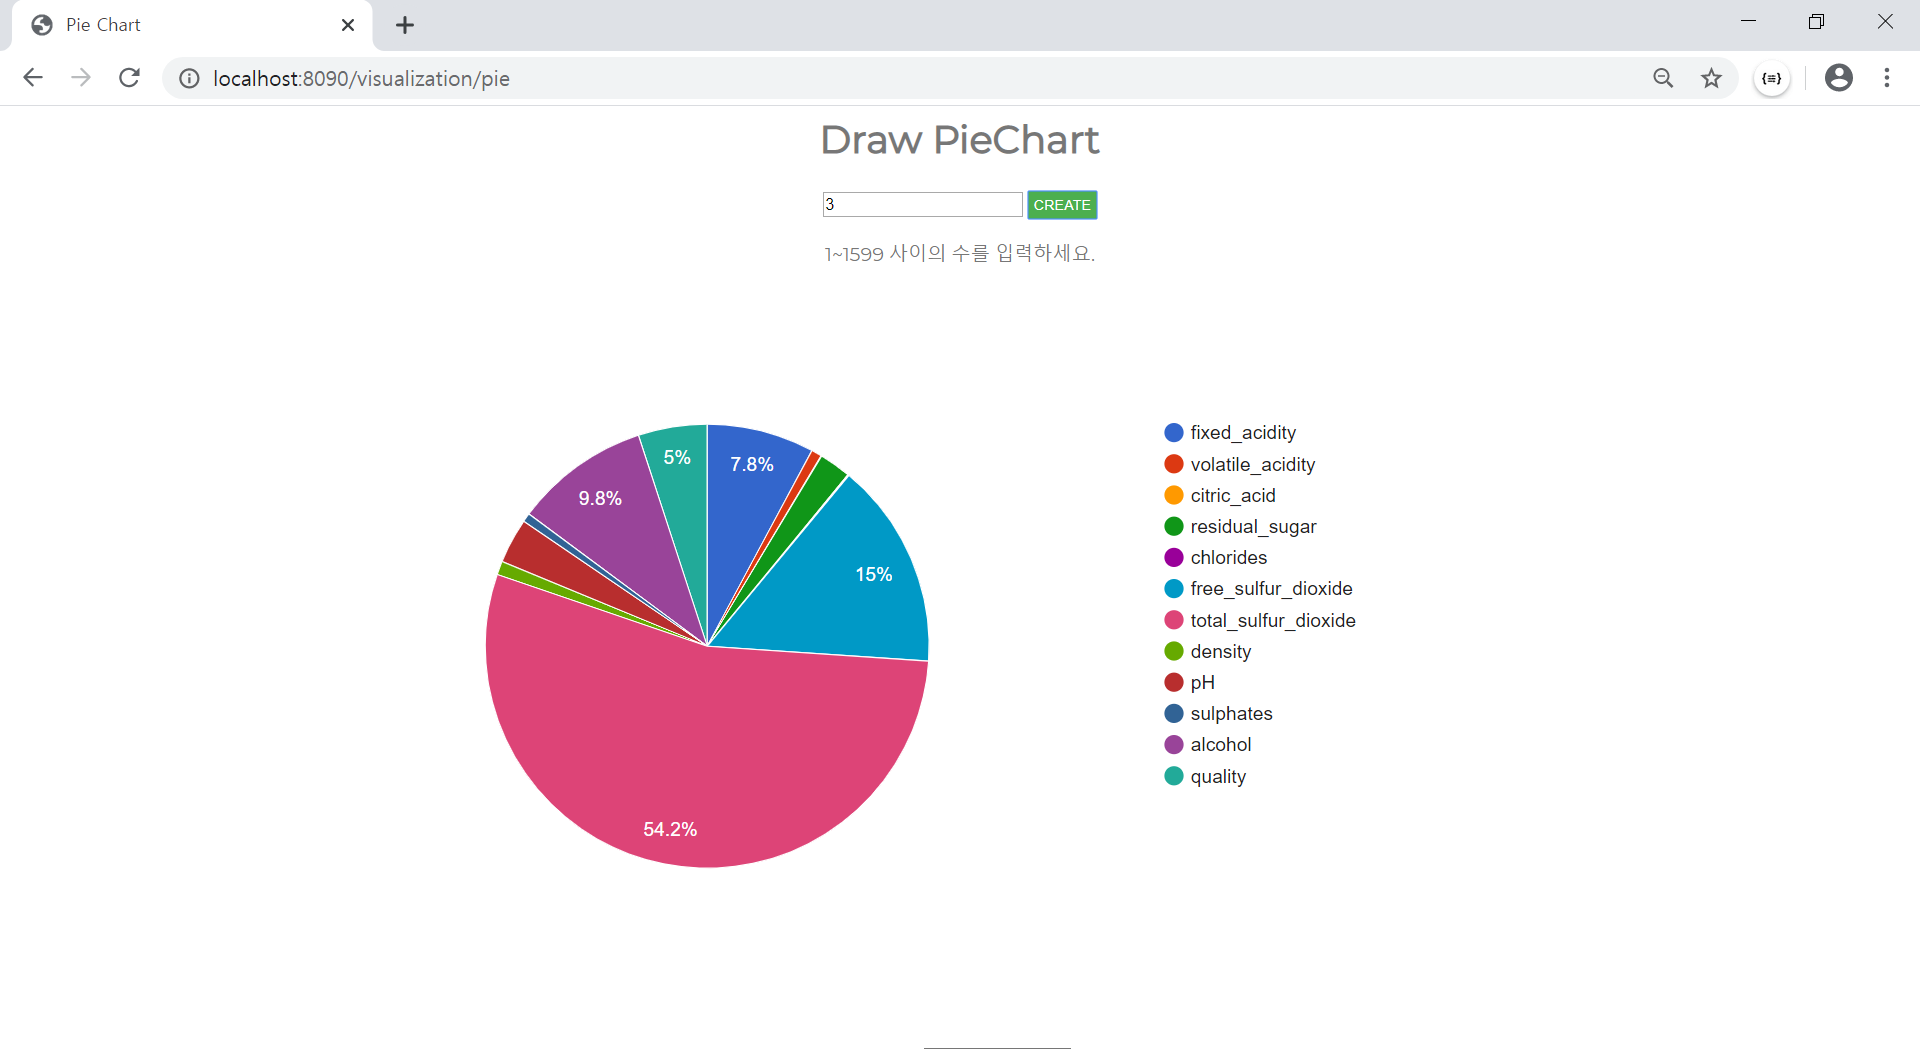 Pie Chart
localhost:8090/visualization/pie
{≡}
Draw PieChart
3 CREATE
1~1599 사이의 수를 입력하세요.
5%
7.8%
9.8%
15%
54.2%
fixed_acidity
volatile_acidity
citric_acid
residual_sugar
chlorides
free_sulfur_dioxide
total_sulfur_dioxide
density
pH
sulphates
alcohol
quality